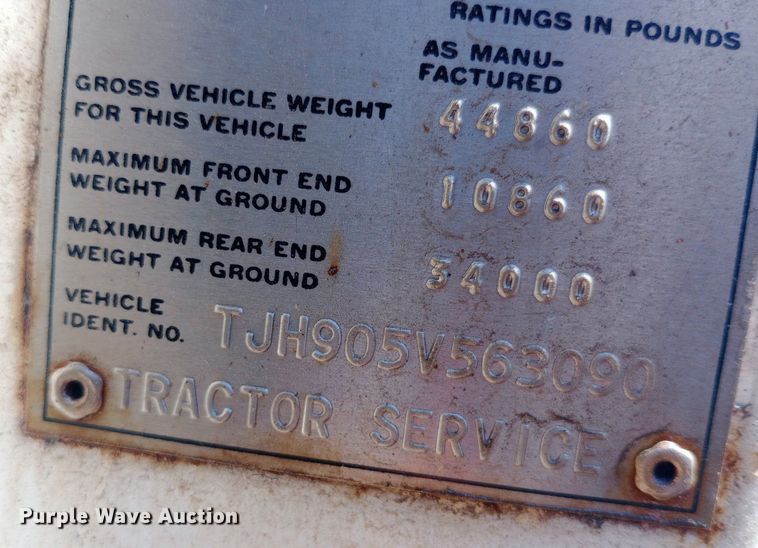 RATINGS IN POUNDS
AS MANU-
FACTURED
GROSS VEHICLE WEIGHT
FOR THIS VEHICLE 44860
MAXIMUM FRONT END
WEIGHT AT GROUND 10860
MAXIMUM REAR END
WEIGHT AT GROUND 34000
VEHICLE
IDENT. NO. TJH905V563090
TRACTOR SERVICE
Purple Wave Auction